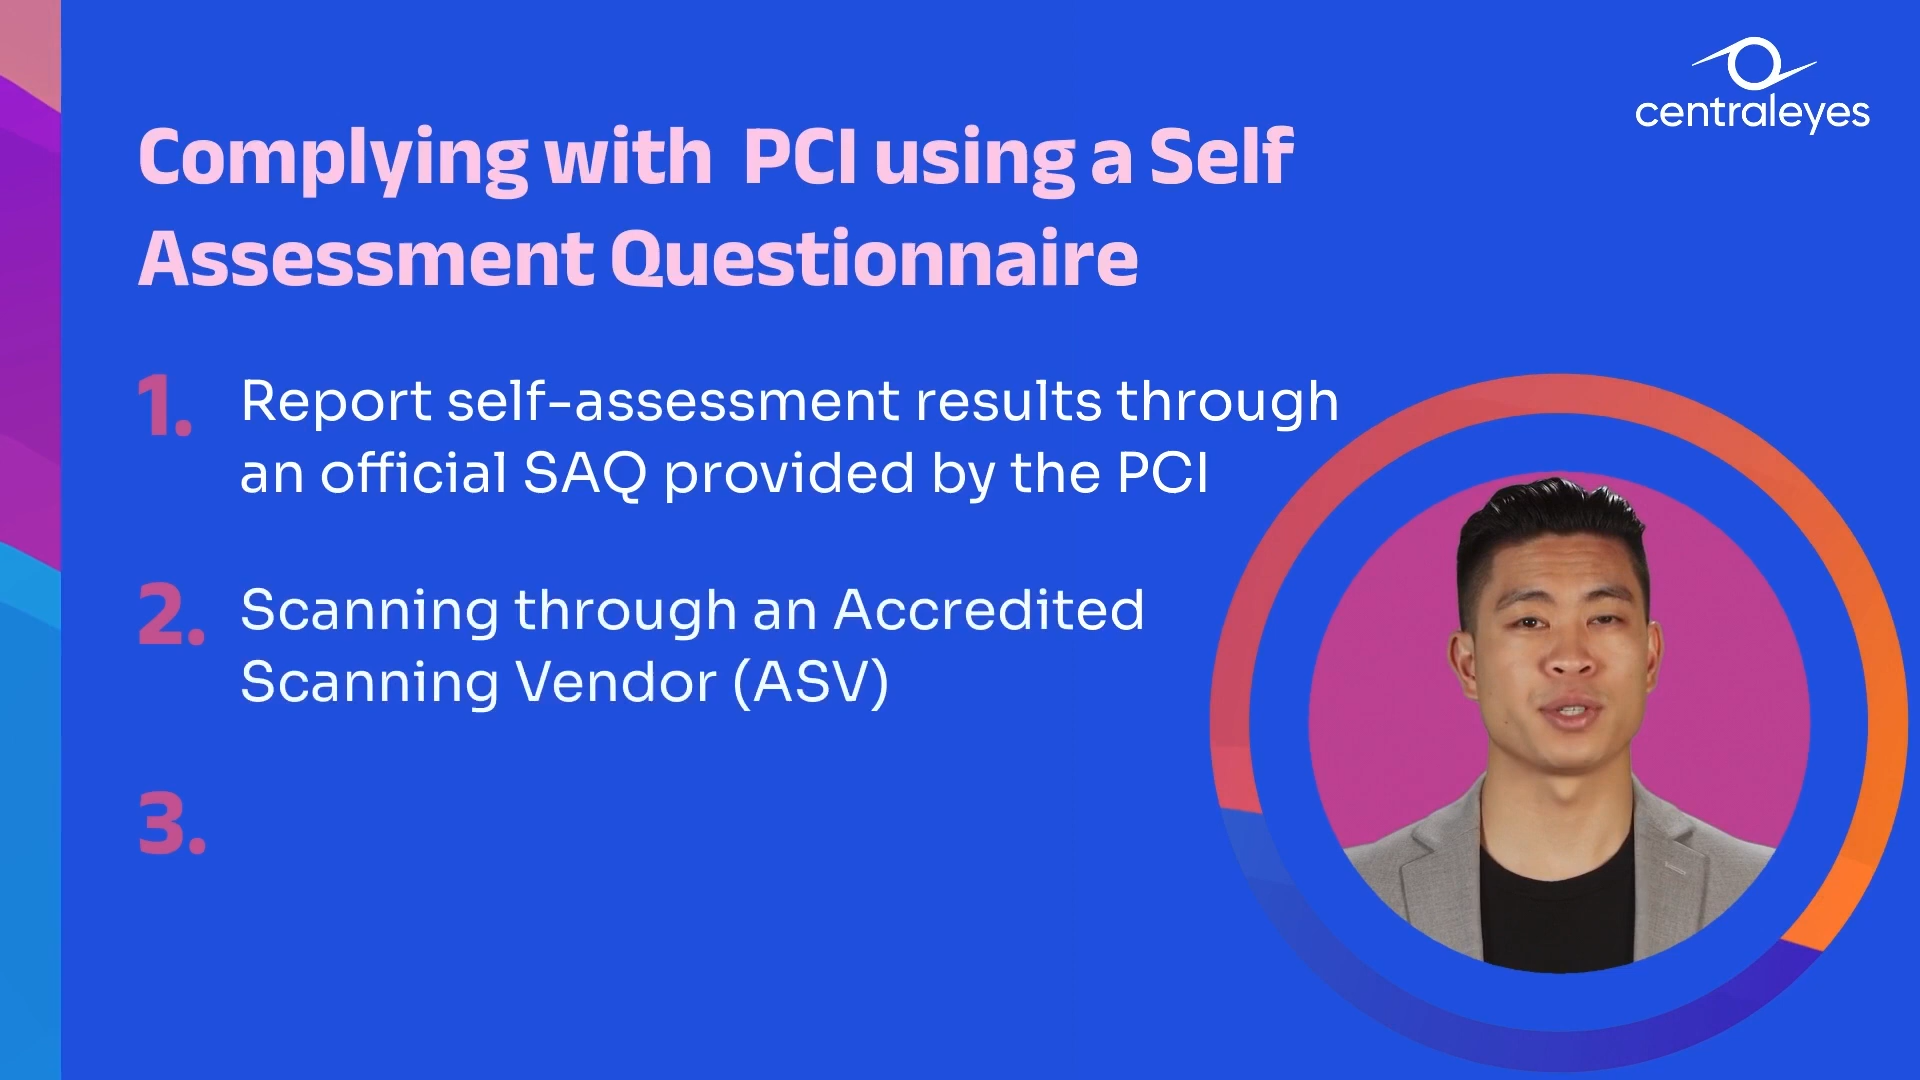 centraleyes
Complying with PCI using a Self
Assessment Questionnaire
1. Report self-assessment results through
an official SAQ provided by the PCI
2. Scanning through an Accredited
Scanning Vendor (ASV)
3.